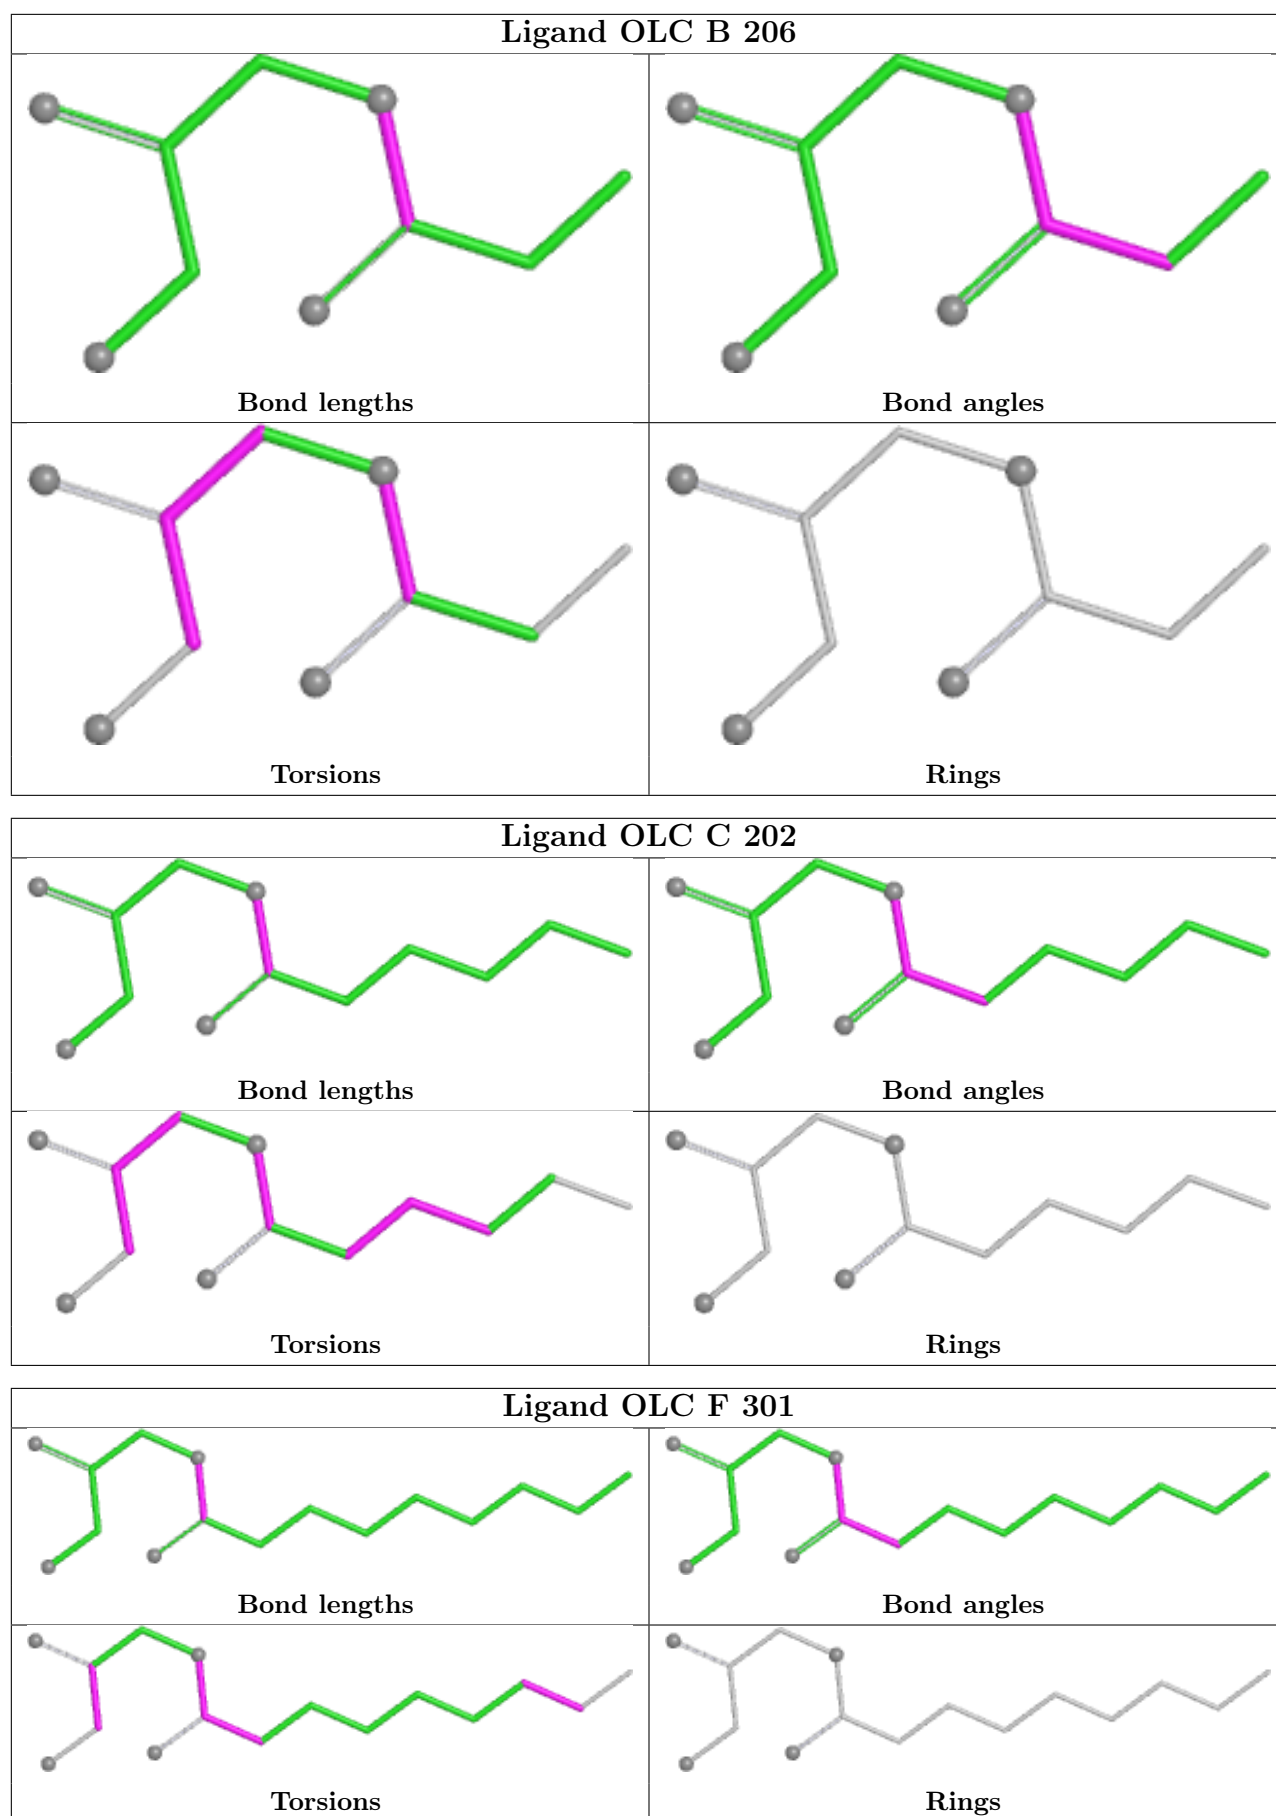 Ligand OLC B 206
Bond lengths
Bond angles
Torsions
Rings
Ligand OLC C 202
Bond lengths
Bond angles
Torsions
Rings
Ligand OLC F 301
Bond lengths
Bond angles
Torsions
Rings